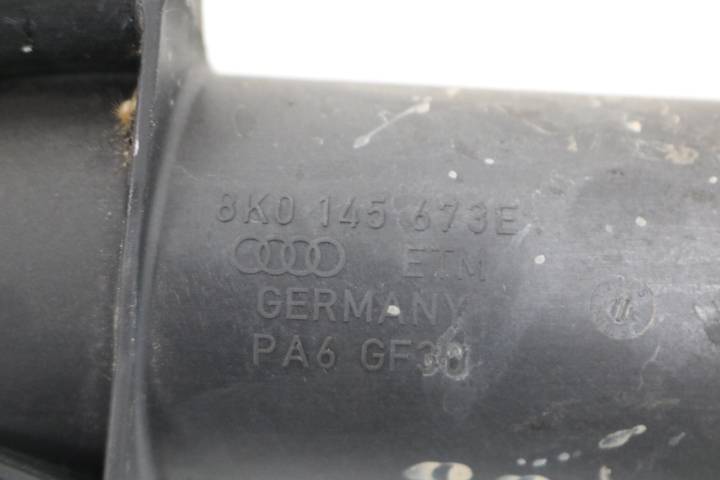 8K0 145 673E
ETM
GERMANY
PA6 GF30